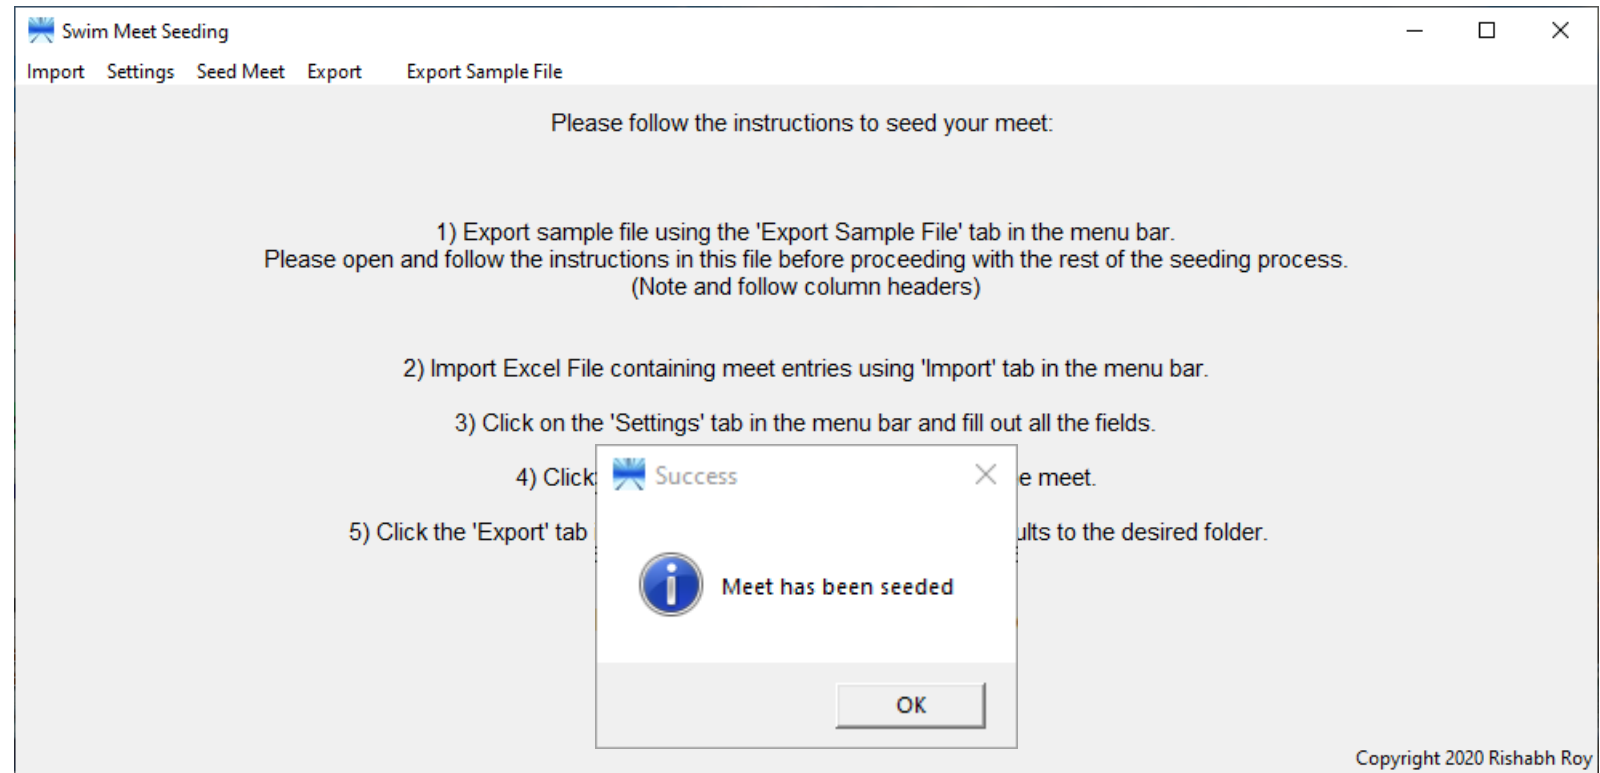 Swim Meet Seeding
Import Settings Seed Meet Export Export Sample File
Please follow the instructions to seed your meet:
1) Export sample file using the 'Export Sample File' tab in the menu bar.
Please open and follow the instructions in this file before proceeding with the rest of the seeding process.
(Note and follow column headers)
2) Import Excel File containing meet entries using 'Import' tab in the menu bar.
3) Click on the 'Settings' tab in the menu bar and fill out all the fields.
4) Click e meet.
5) Click the 'Export' tab ults to the desired folder.
Success
Meet has been seeded
OK
Copyright 2020 Rishabh Roy